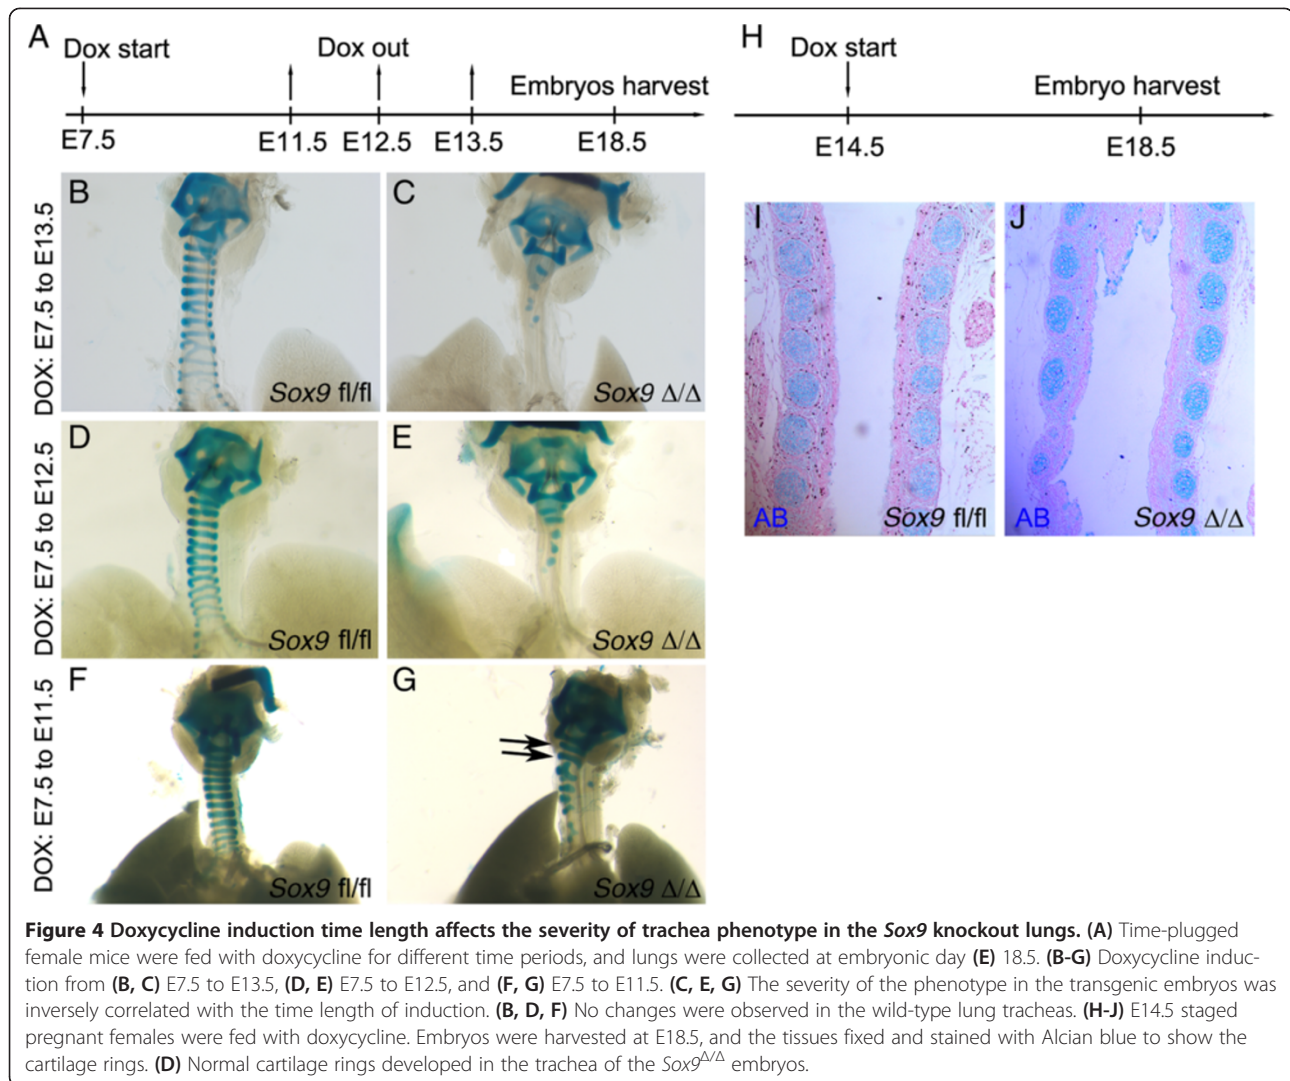 A
Dox start
Dox out
Embryos harvest
E7.5
E11.5
E12.5
E13.5
E18.5
H
Dox start
Embryo harvest
E14.5
E18.5
DOX: E7.5 to E13.5
B
Sox9 fl/fl
C
Sox9 Δ/Δ
DOX: E7.5 to E12.5
D
Sox9 fl/fl
E
Sox9 Δ/Δ
DOX: E7.5 to E11.5
F
Sox9 fl/fl
G
Sox9 Δ/Δ
I
AB
Sox9 fl/fl
J
AB
Sox9 Δ/Δ
Figure 4 Doxycycline induction time length affects the severity of trachea phenotype in the Sox9 knockout lungs. (A) Time-plugged
female mice were fed with doxycycline for different time periods, and lungs were collected at embryonic day (E) 18.5. (B-G) Doxycycline induc-
tion from (B, C) E7.5 to E13.5, (D, E) E7.5 to E12.5, and (F, G) E7.5 to E11.5. (C, E, G) The severity of the phenotype in the transgenic embryos was
inversely correlated with the time length of induction. (B, D, F) No changes were observed in the wild-type lung tracheas. (H-J) E14.5 staged
pregnant females were fed with doxycycline. Embryos were harvested at E18.5, and the tissues fixed and stained with Alcian blue to show the
cartilage rings. (D) Normal cartilage rings developed in the trachea of the Sox9Δ/Δ embryos.